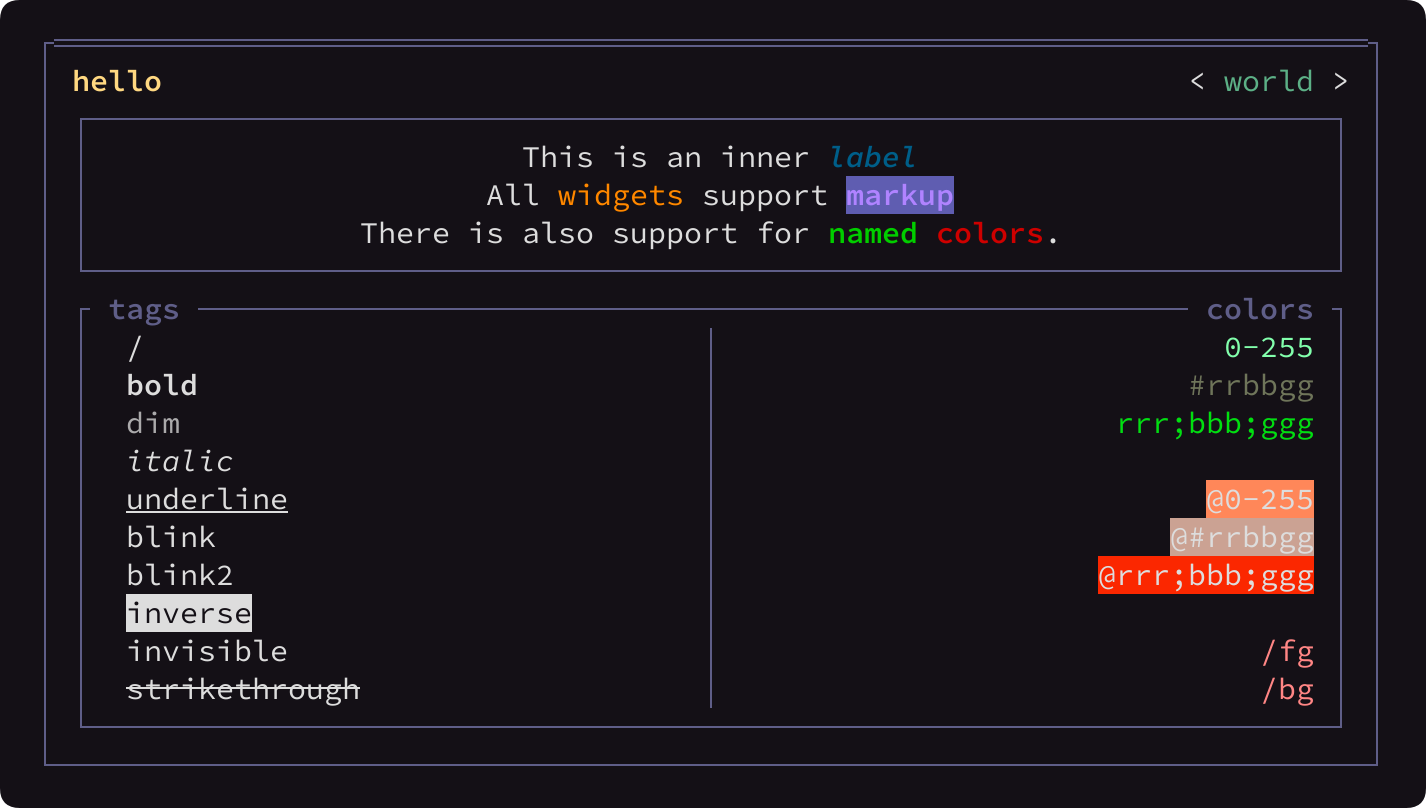 hello < world >
This is an inner label
All widgets support markup
There is also support for named colors.
tags colors
/ 0-255
bold #rrbbgg
dim rrr;bbb;ggg
italic
underline @0-255
blink @#rrbbgg
blink2 @rrr;bbb;ggg
inverse
invisible /fg
strikethrough /bg